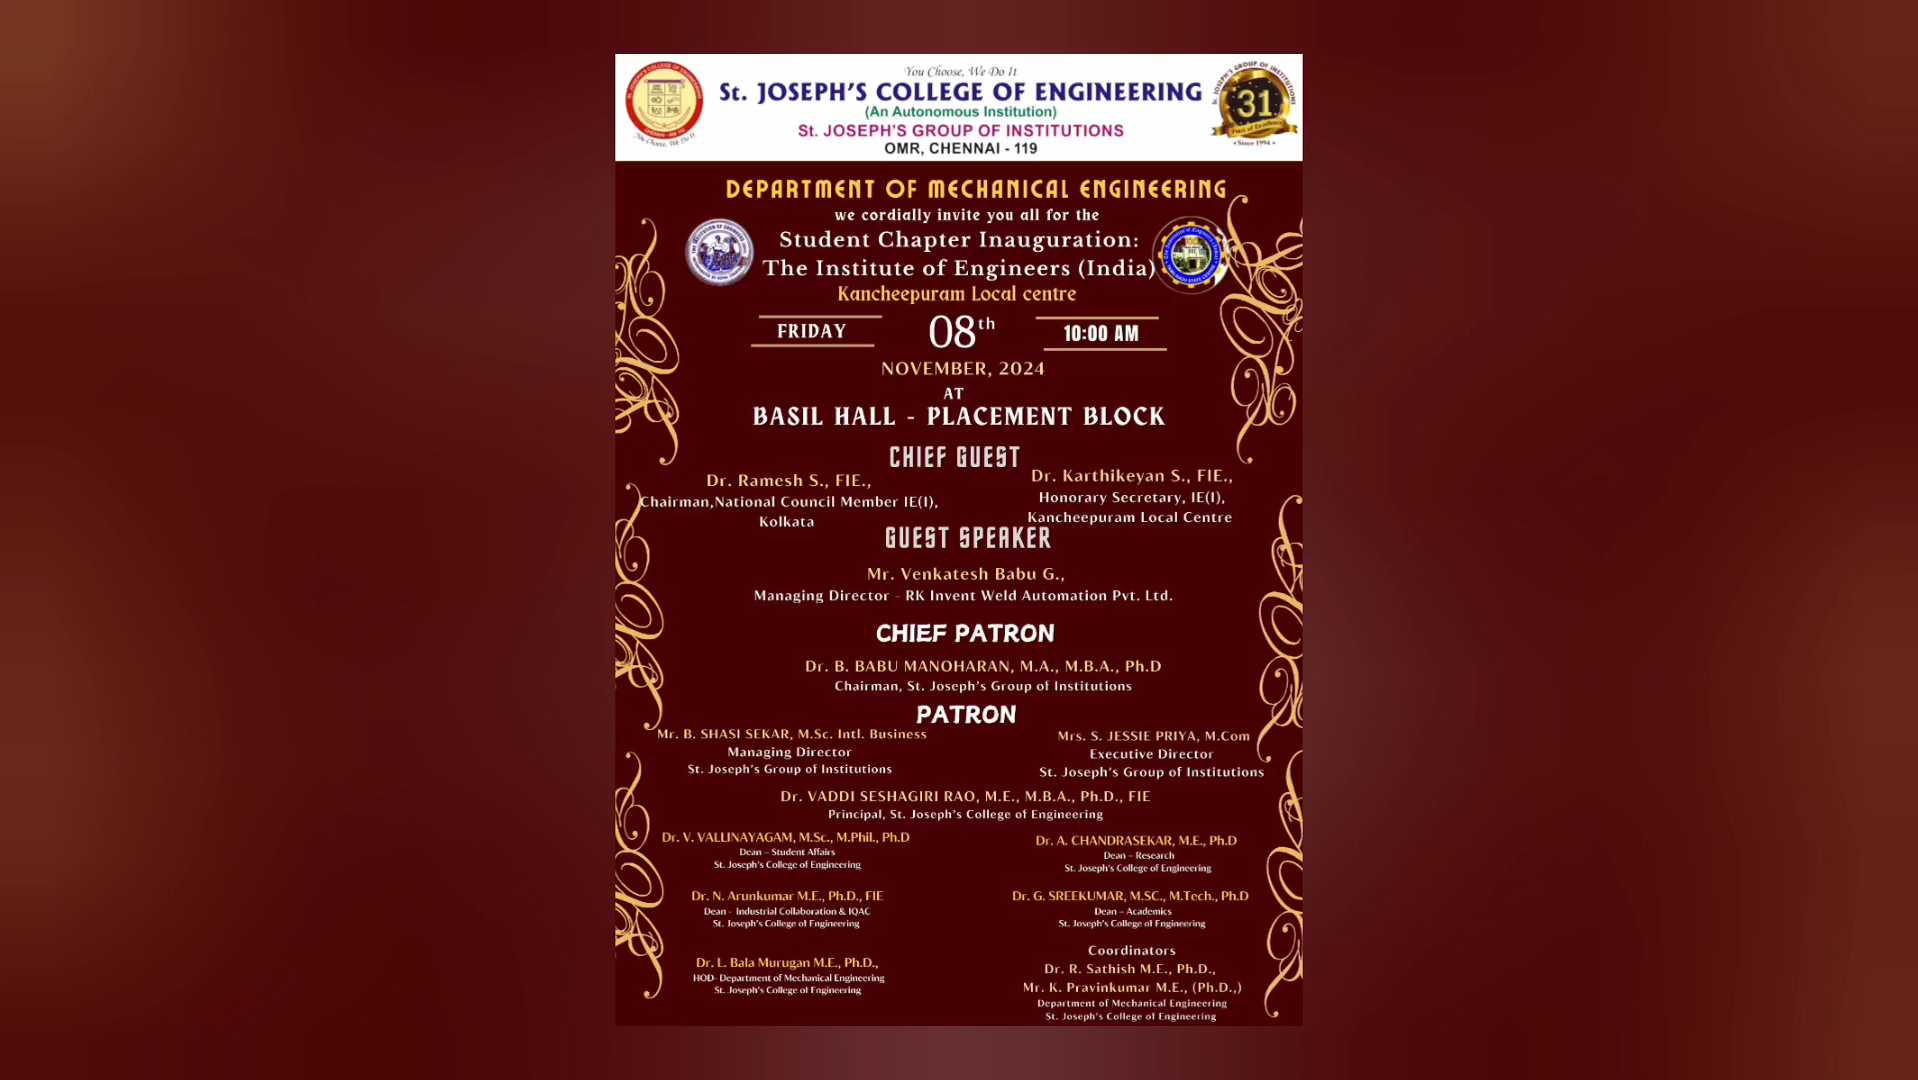 You Choose, We Do It
St. JOSEPH'S COLLEGE OF ENGINEERING
(An Autonomous Institution)
St. JOSEPH'S GROUP OF INSTITUTIONS
OMR, CHENNAI - 119
31
Years of Excellence
• Since 1994 •
DEPARTMENT OF MECHANICAL ENGINEERING
we cordially invite you all for the
Student Chapter Inauguration:
The Institute of Engineers (India)
Kancheepuram Local centre
FRIDAY
08th
10:00 AM
NOVEMBER, 2024
AT
BASIL HALL - PLACEMENT BLOCK
CHIEF GUEST
Dr. Ramesh S., FIE.,
Chairman,National Council Member IE(I),
Kolkata
Dr. Karthikeyan S., FIE.,
Honorary Secretary, IE(I),
Kancheepuram Local Centre
GUEST SPEAKER
Mr. Venkatesh Babu G.,
Managing Director - RK Invent Weld Automation Pvt. Ltd.
CHIEF PATRON
Dr. B. BABU MANOHARAN, M.A., M.B.A., Ph.D
Chairman, St. Joseph's Group of Institutions
PATRON
Mr. B. SHASI SEKAR, M.Sc. Intl. Business
Managing Director
St. Joseph's Group of Institutions
Mrs. S. JESSIE PRIYA, M.Com
Executive Director
St. Joseph's Group of Institutions
Dr. VADDI SESHAGIRI RAO, M.E., M.B.A., Ph.D., FIE
Principal, St. Joseph's College of Engineering
Dr. V. VALLINAYAGAM, M.Sc., M.Phil., Ph.D
Dean – Student Affairs
St. Joseph's College of Engineering
Dr. A. CHANDRASEKAR, M.E., Ph.D
Dean – Research
St. Joseph's College of Engineering
Dr. N. Arunkumar M.E., Ph.D., FIE
Dean - Industrial Collaboration & IQAC
St. Joseph's College of Engineering
Dr. G. SREEKUMAR, M.SC., M.Tech., Ph.D
Dean – Academics
St. Joseph's College of Engineering
Dr. L. Bala Murugan M.E., Ph.D.,
HOD- Department of Mechanical Engineering
St. Joseph's College of Engineering
Coordinators
Dr. R. Sathish M.E., Ph.D.,
Mr. K. Pravinkumar M.E., (Ph.D.,)
Department of Mechanical Engineering
St. Joseph's College of Engineering